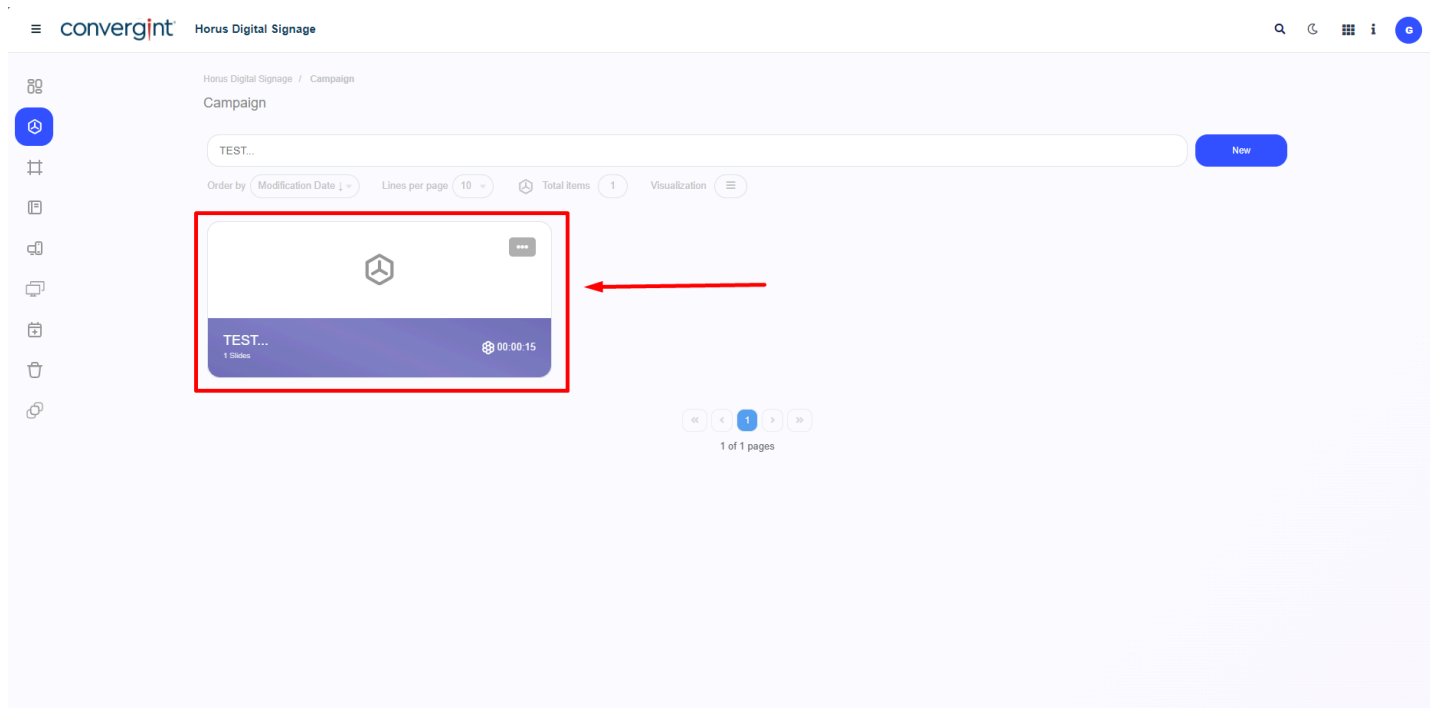 convergint Horus Digital Signage G
Horus Digital Signage / Campaign
Campaign
TEST... New
Order by Modification Date ↓ Lines per page 10 Total items 1 Visualization
TEST...
1 Slides
00:00:15
« ‹ 1 › »
1 of 1 pages